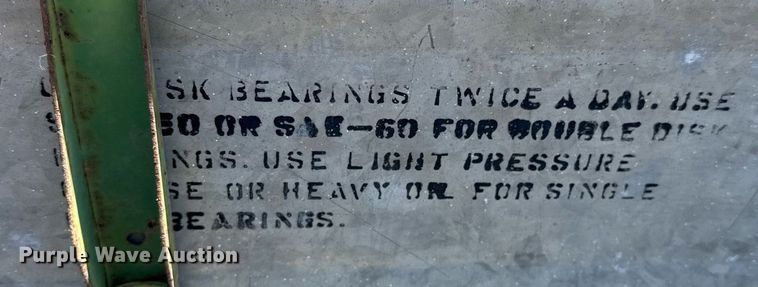 SK BEARINGS TWICE A DAY. USE
50 OR SAE-60 FOR DOUBLE DISK
NGS. USE LIGHT PRESSURE
SE OR HEAVY OIL FOR SINGLE
BEARINGS.
Purple Wave Auction